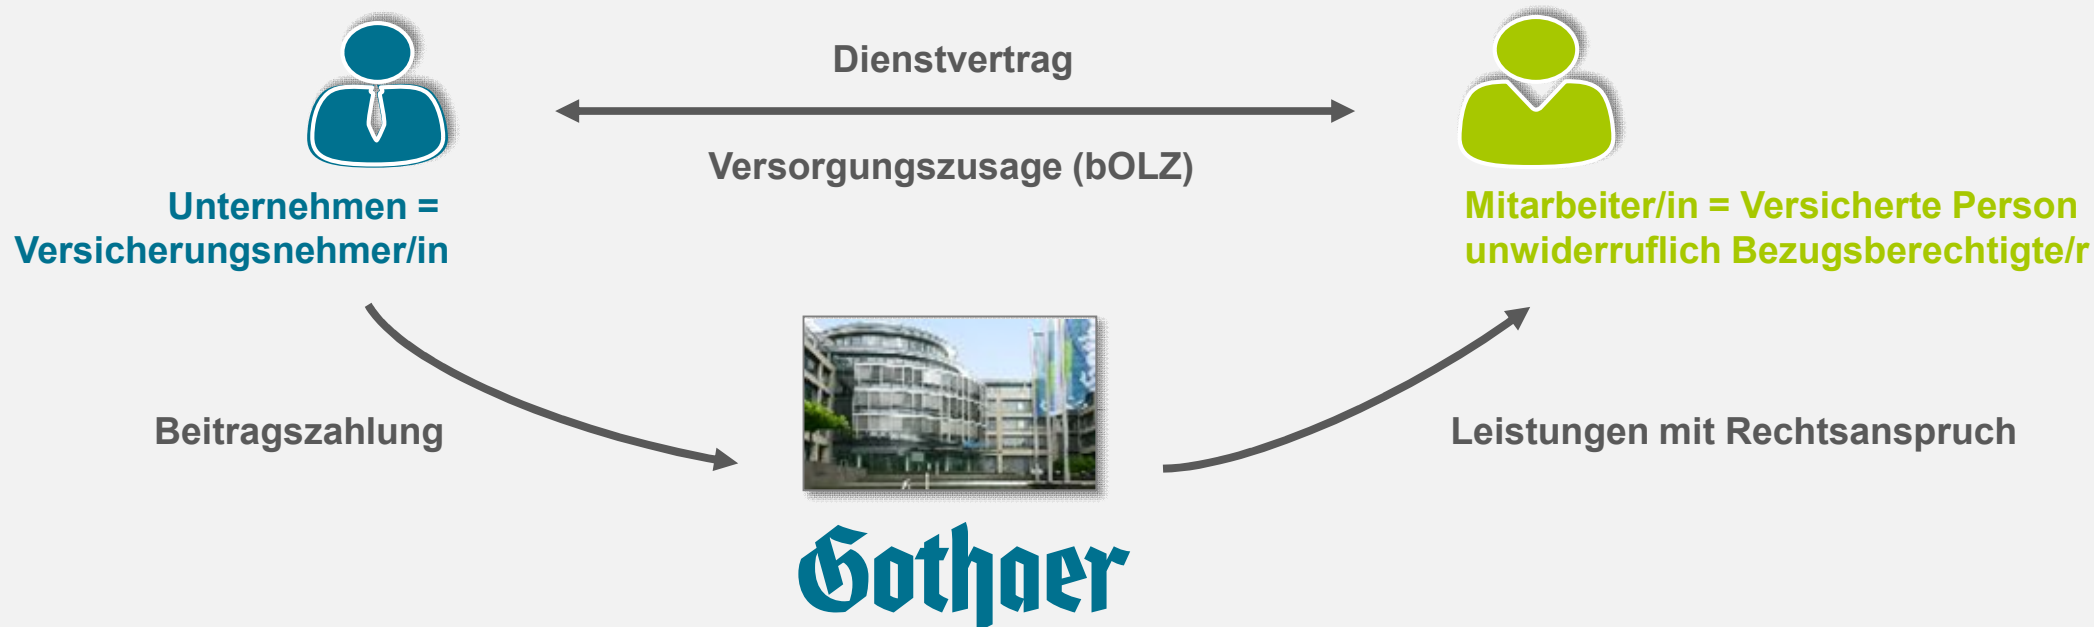 Dienstvertrag
Versorgungszusage (bOLZ)
Unternehmen =
Versicherungsnehmer/in
Mitarbeiter/in = Versicherte Person
unwiderruflich Bezugsberechtigte/r
Beitragszahlung
Leistungen mit Rechtsanspruch
Gothaer